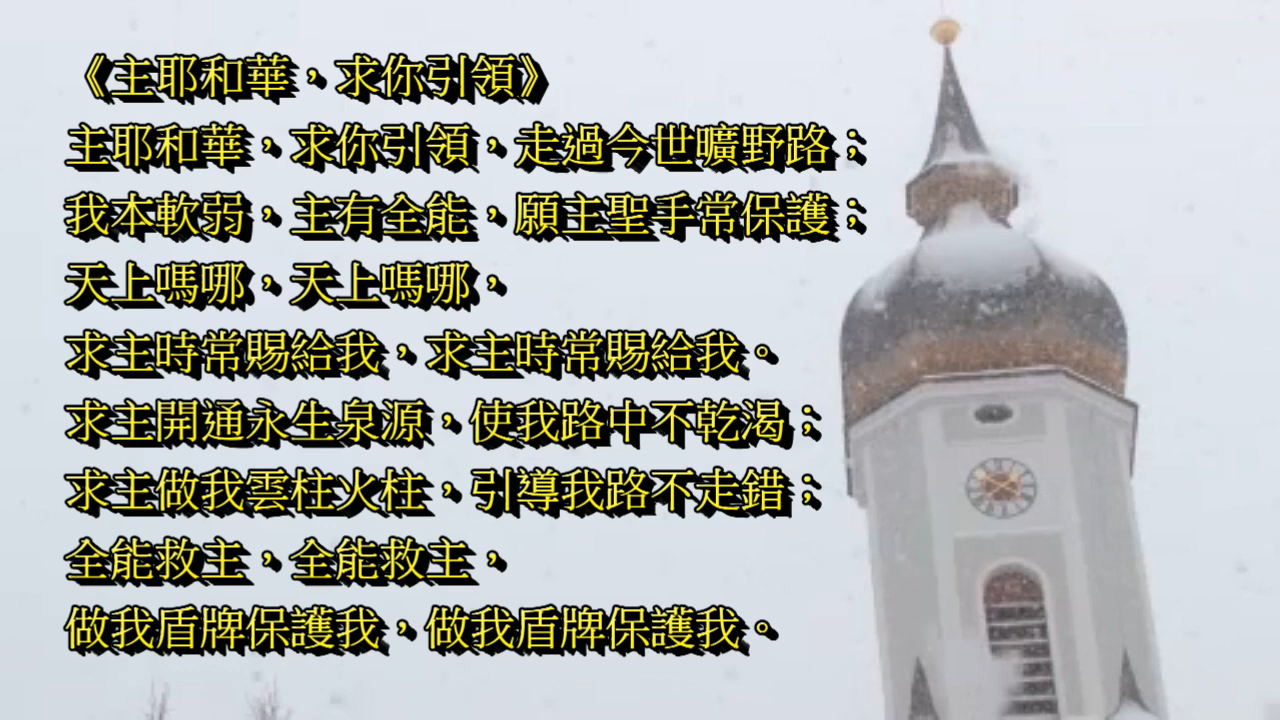 《主耶和華，求你引領》
主耶和華，求你引領，走過今世曠野路；
我本軟弱，主有全能，願主聖手常保護；
天上嗎哪，天上嗎哪，
求主時常賜給我，求主時常賜給我。
求主開通永生泉源，使我路中不乾渴；
求主做我雲柱火柱，引導我路不走錯；
全能救主，全能救主，
做我盾牌保護我，做我盾牌保護我。